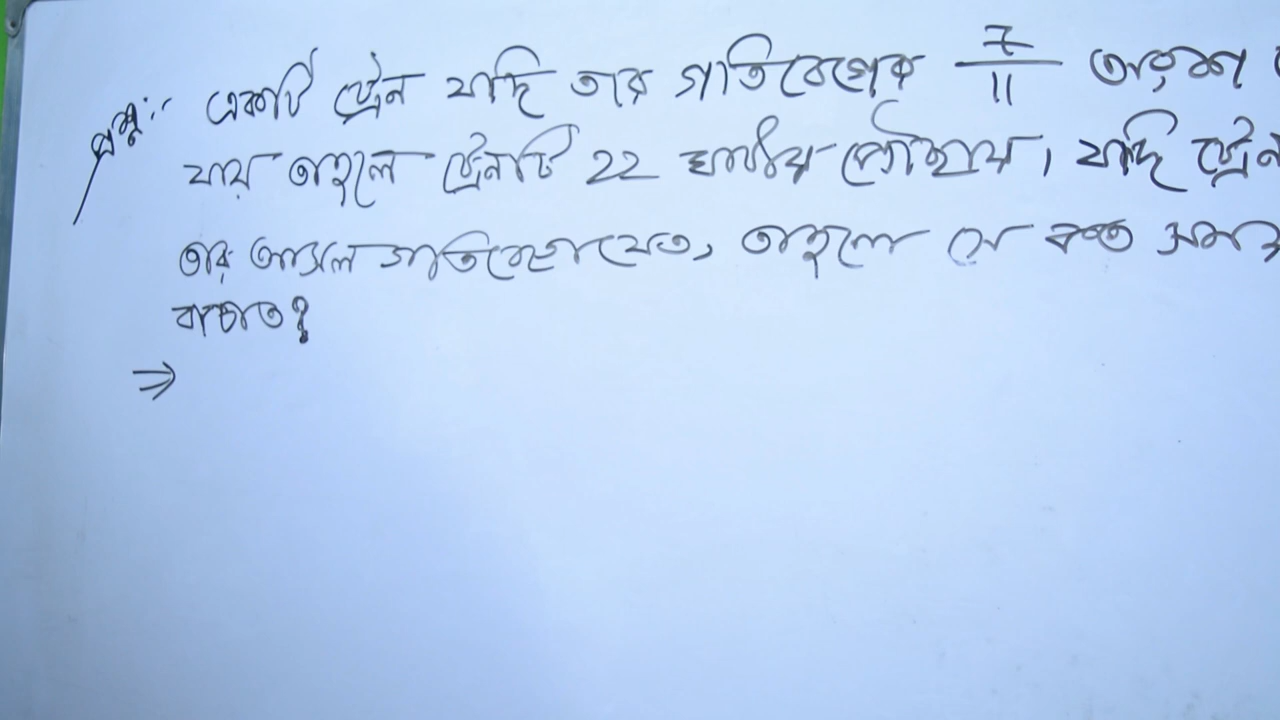 প্রশ্ন:- একটি ট্রেন যদি তার গতিবেগের 7/11 অংশ
যায় তাহলে ট্রেনটি 22 ঘন্টায় পৌছায়। যদি ট্রেন
তার আসল গতিবেগে যেত, তাহলে সে কত সময়
বাচাত?
⇒